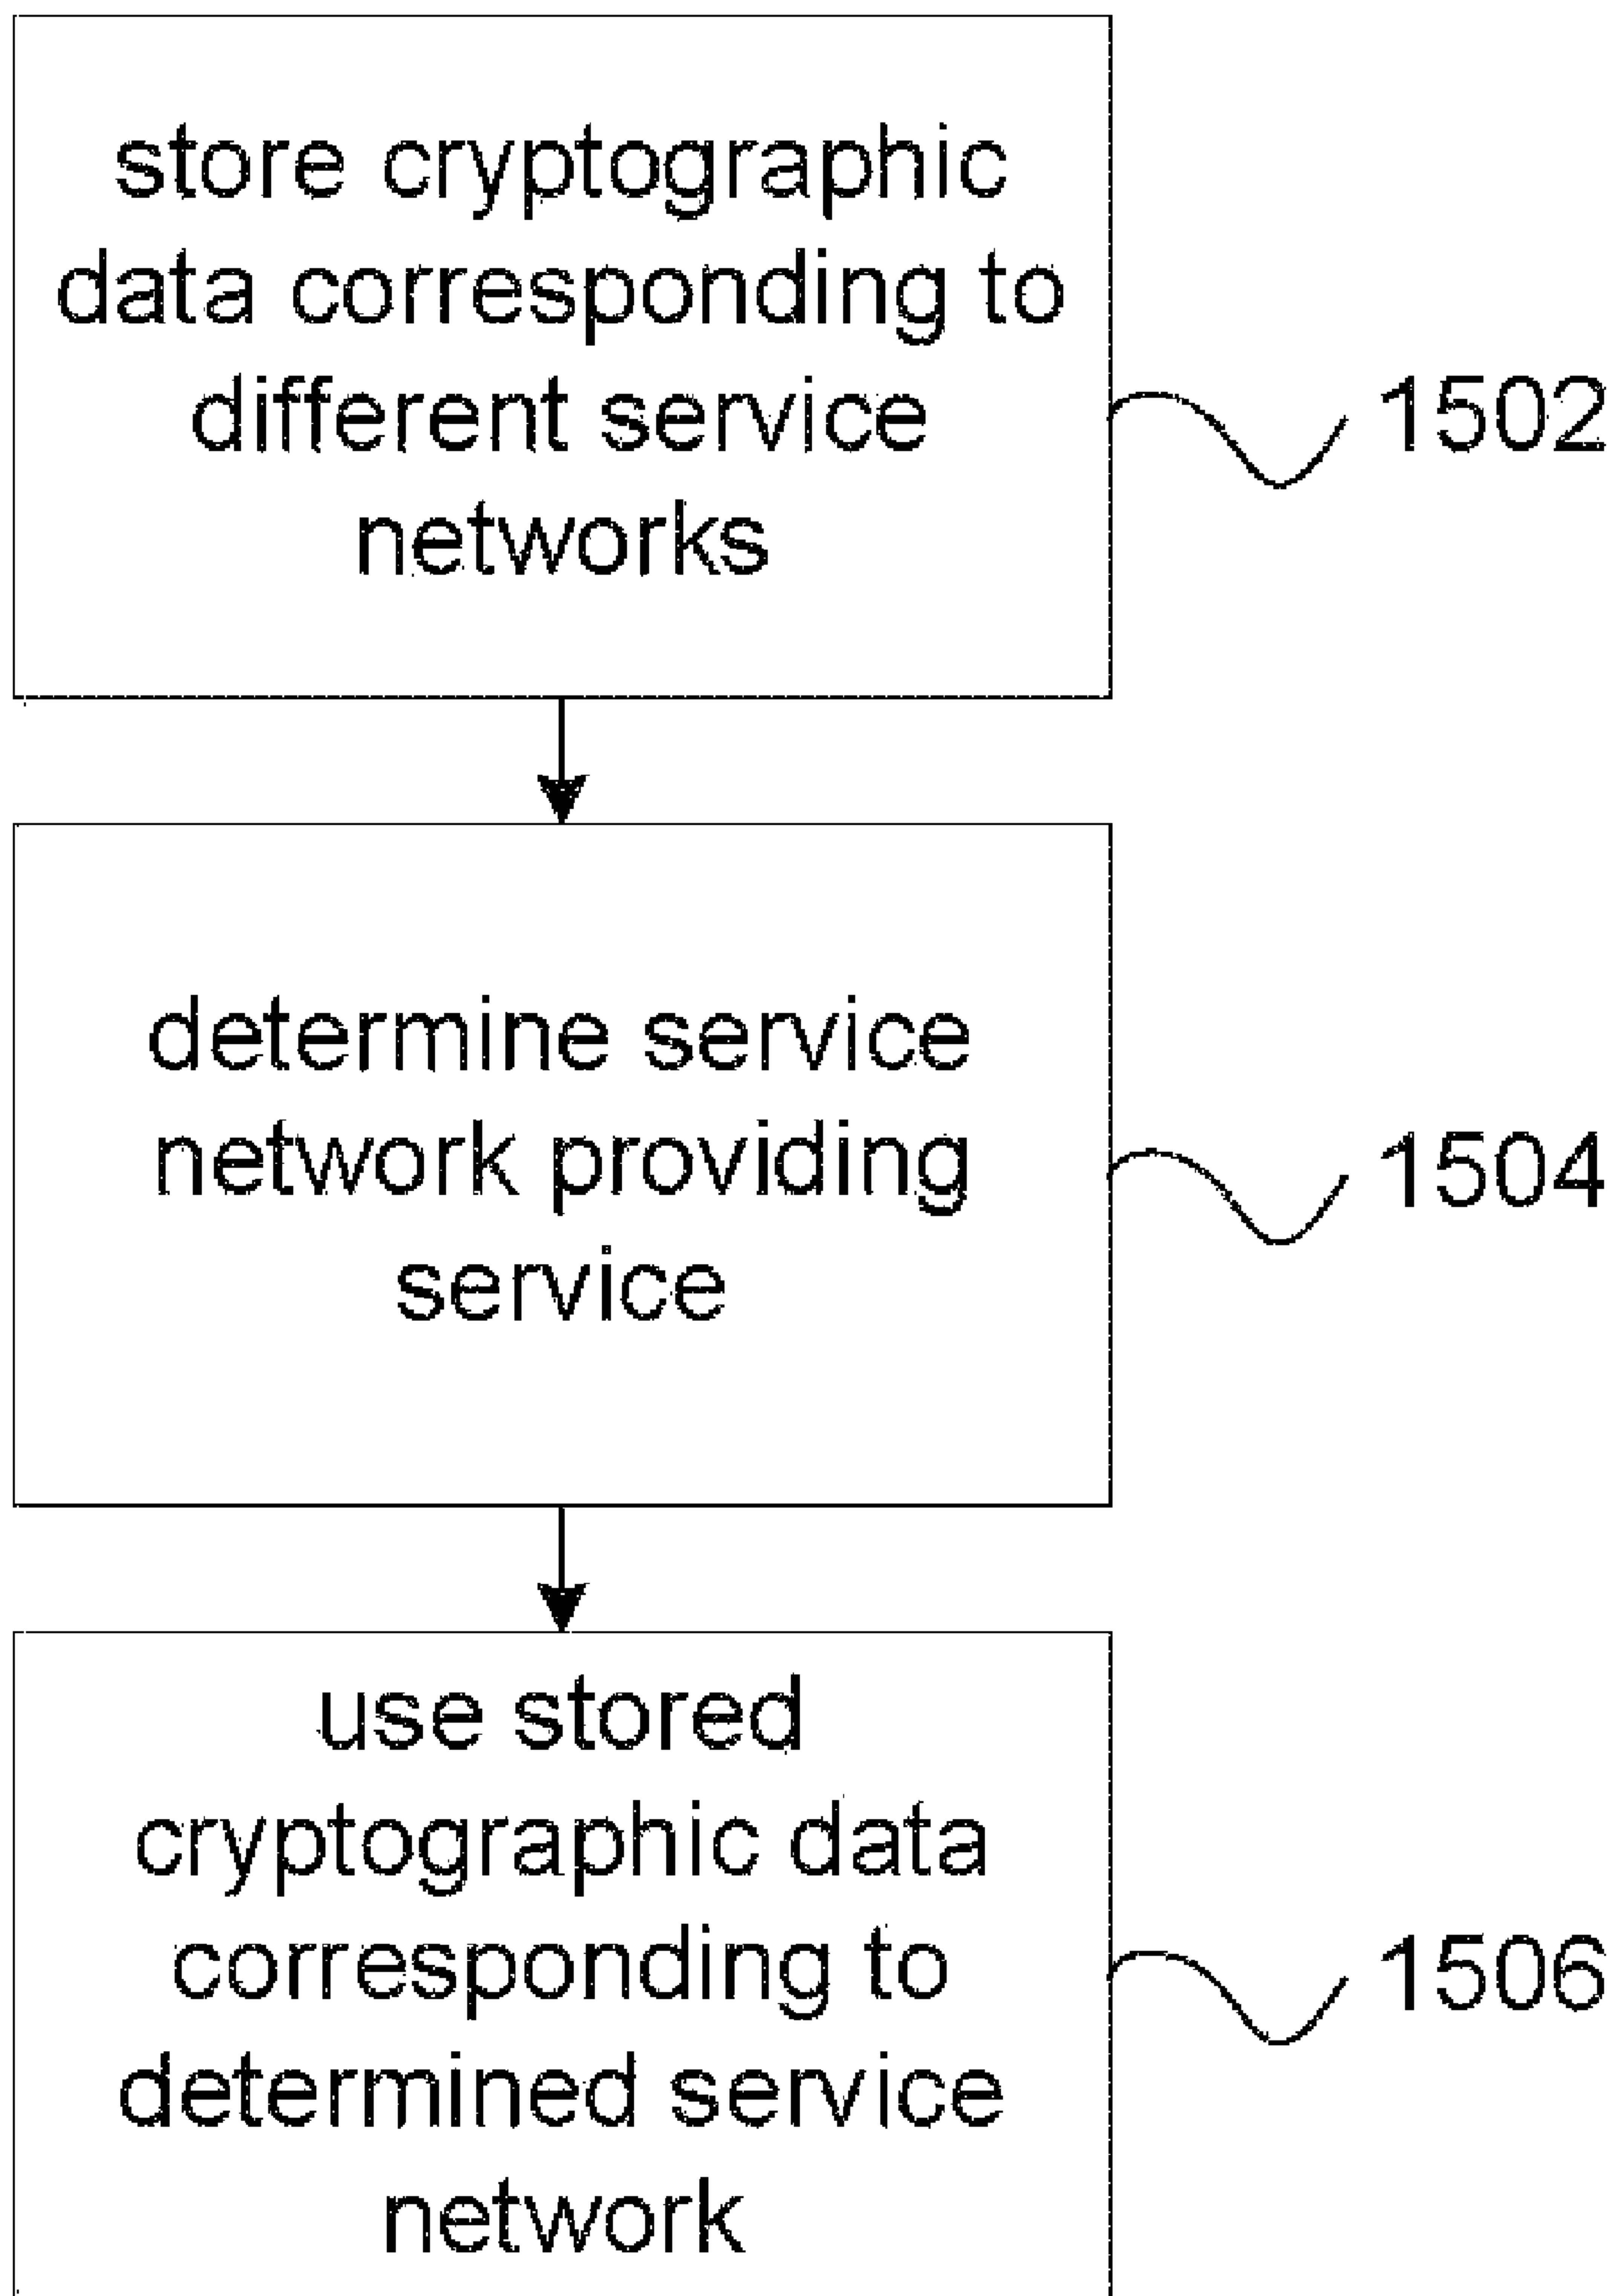 store cryptographic
data corresponding to
different service
networks
1502
determine service
network providing
service
1504
use stored
cryptographic data
corresponding to
determined service
network
1506